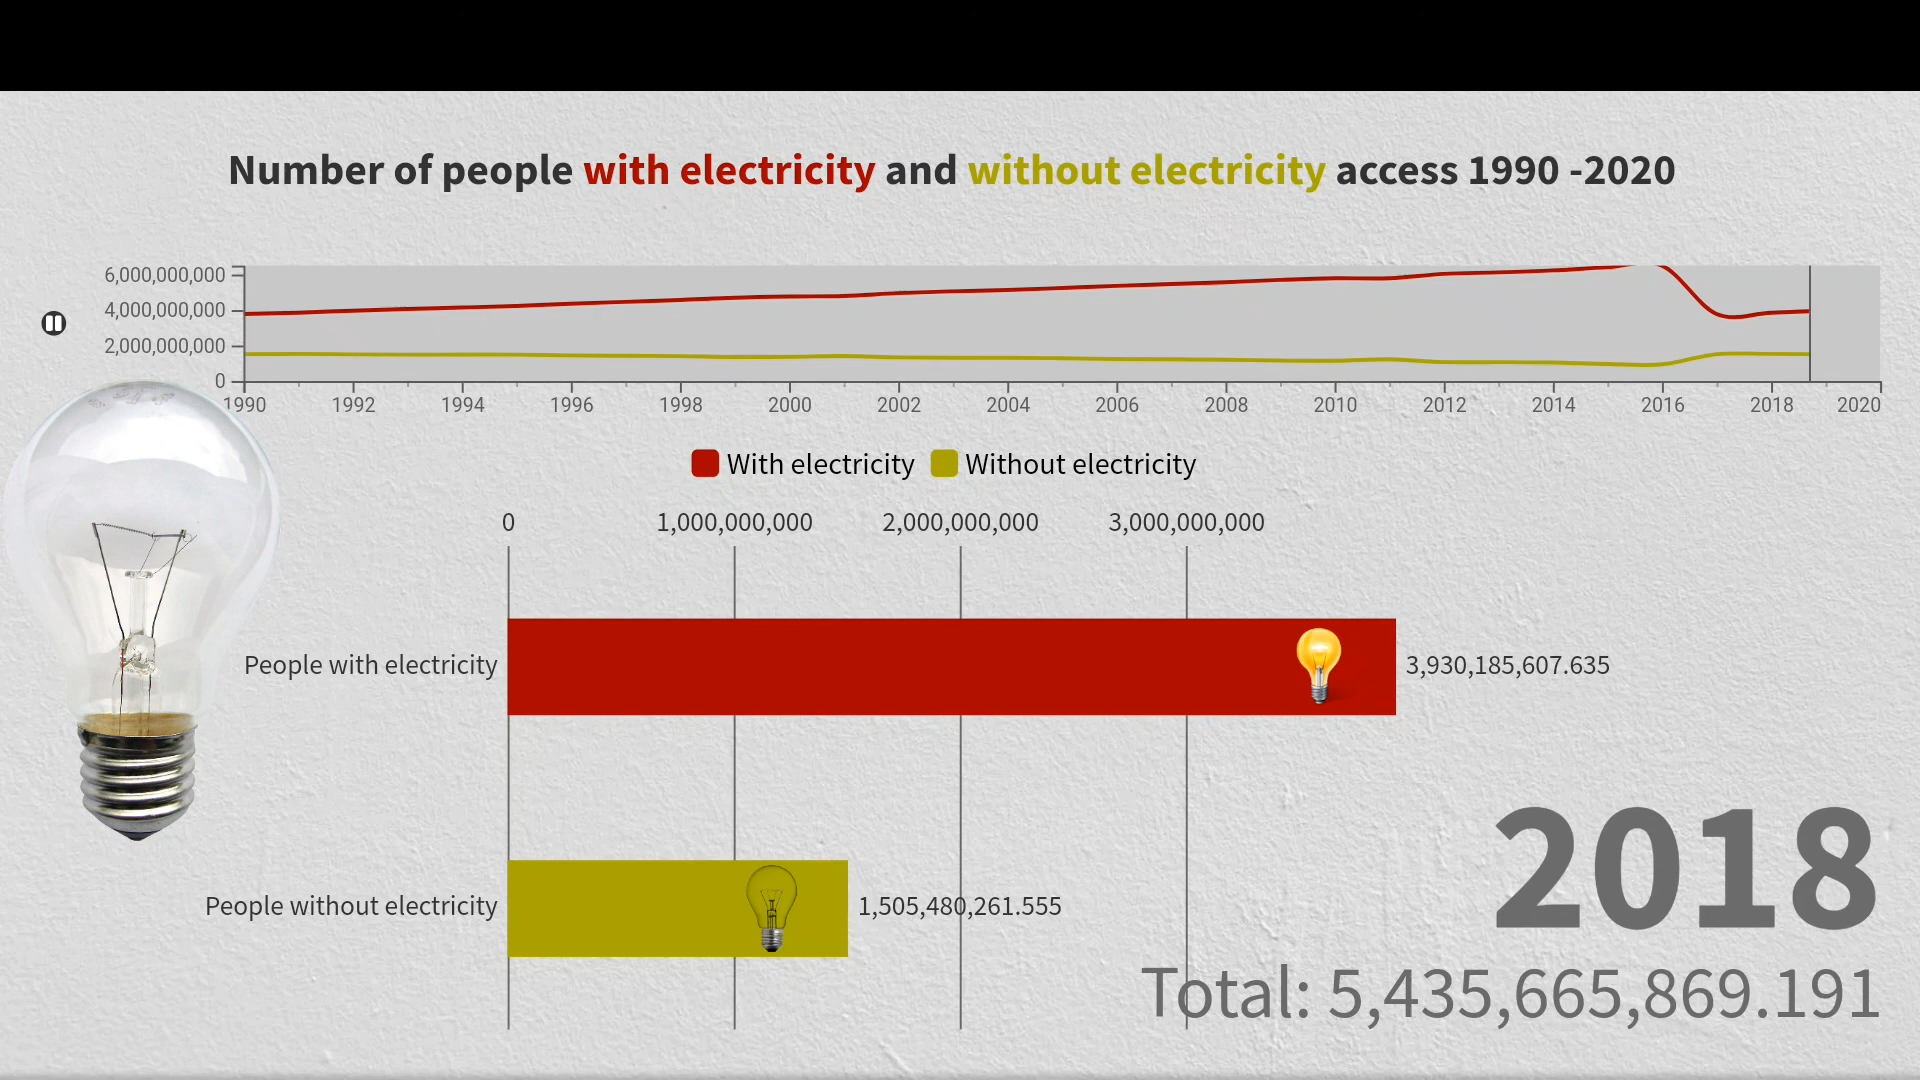 Number of people with electricity and without electricity access 1990 -2020
6,000,000,000
4,000,000,000
2,000,000,000
0
1990 1992 1994 1996 1998 2000 2002 2004 2006 2008 2010 2012 2014 2016 2018 2020
With electricity Without electricity
0 1,000,000,000 2,000,000,000 3,000,000,000
People with electricity 3,930,185,607.635
People without electricity 1,505,480,261.555
2018
Total: 5,435,665,869.191